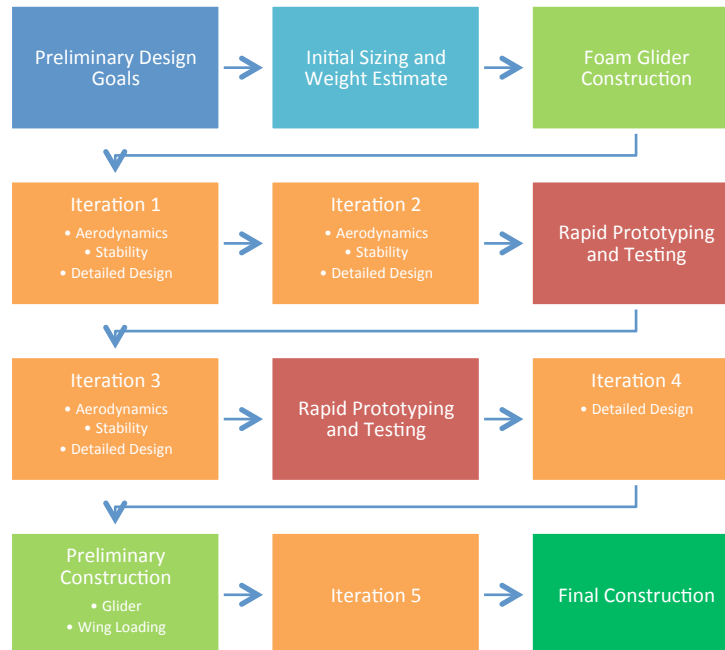 Preliminary Design
Goals
Initial Sizing and
Weight Estimate
Foam Glider
Construction
Iteration 1
• Aerodynamics
• Stability
• Detailed Design
Iteration 2
• Aerodynamics
• Stability
• Detailed Design
Rapid Prototyping
and Testing
Iteration 3
• Aerodynamics
• Stability
• Detailed Design
Rapid Prototyping
and Testing
Iteration 4
• Detailed Design
Preliminary
Construction
• Glider
• Wing Loading
Iteration 5
Final Construction